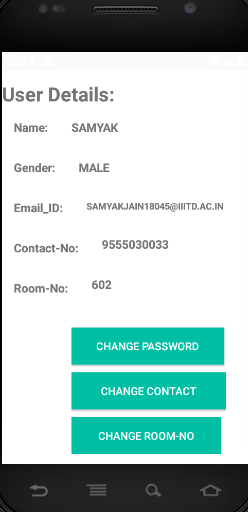 User Details:
Name: SAMYAK
Gender: MALE
Email_ID: SAMYAKJAIN18045@IIITD.AC.IN
Contact-No: 9555030033
Room-No: 602
CHANGE PASSWORD
CHANGE CONTACT
CHANGE ROOM-NO